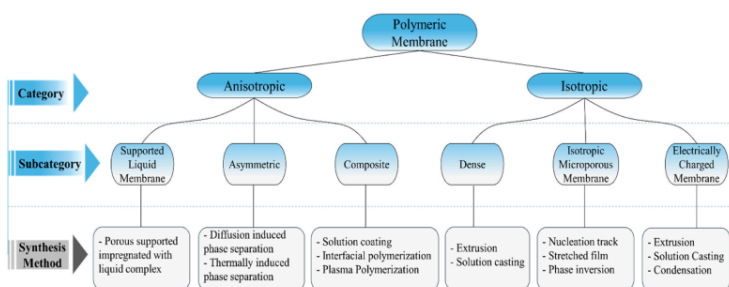 Polymeric
Membrane
Category
Anisotropic
Isotropic
Subcategory
Supported
Liquid
Membrane
Asymmetric
Composite
Dense
Isotropic
Microporous
Membrane
Electrically
Charged
Membrane
Synthesis
Method
- Porous supported
impregnated with
liquid complex
- Diffusion induced
phase separation
- Thermally induced
phase separation
- Solution coating
- Interfacial polymerization
- Plasma Polymerization
- Extrusion
- Solution casting
- Nucleation track
- Stretched film
- Phase inversion
- Extrusion
- Solution Casting
- Condensation